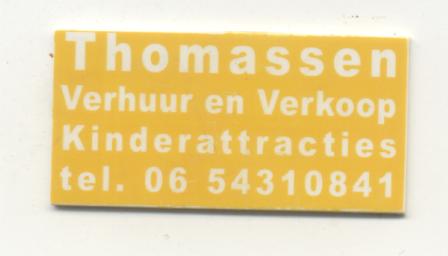 Thomassen
Verhuur en Verkoop
Kinderattracties
tel. 06 54310841